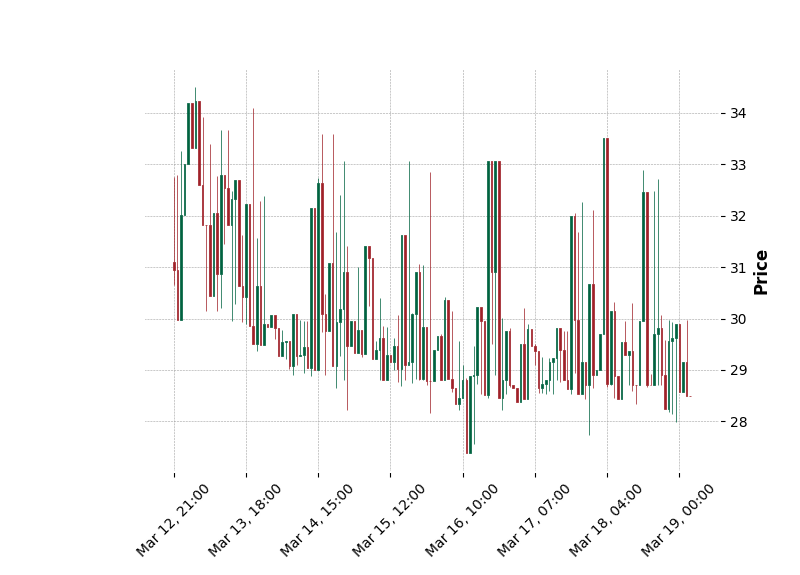 34
33
32
31
30
29
28
Price
Mar 12, 21:00
Mar 13, 18:00
Mar 14, 15:00
Mar 15, 12:00
Mar 16, 10:00
Mar 17, 07:00
Mar 18, 04:00
Mar 19, 00:00